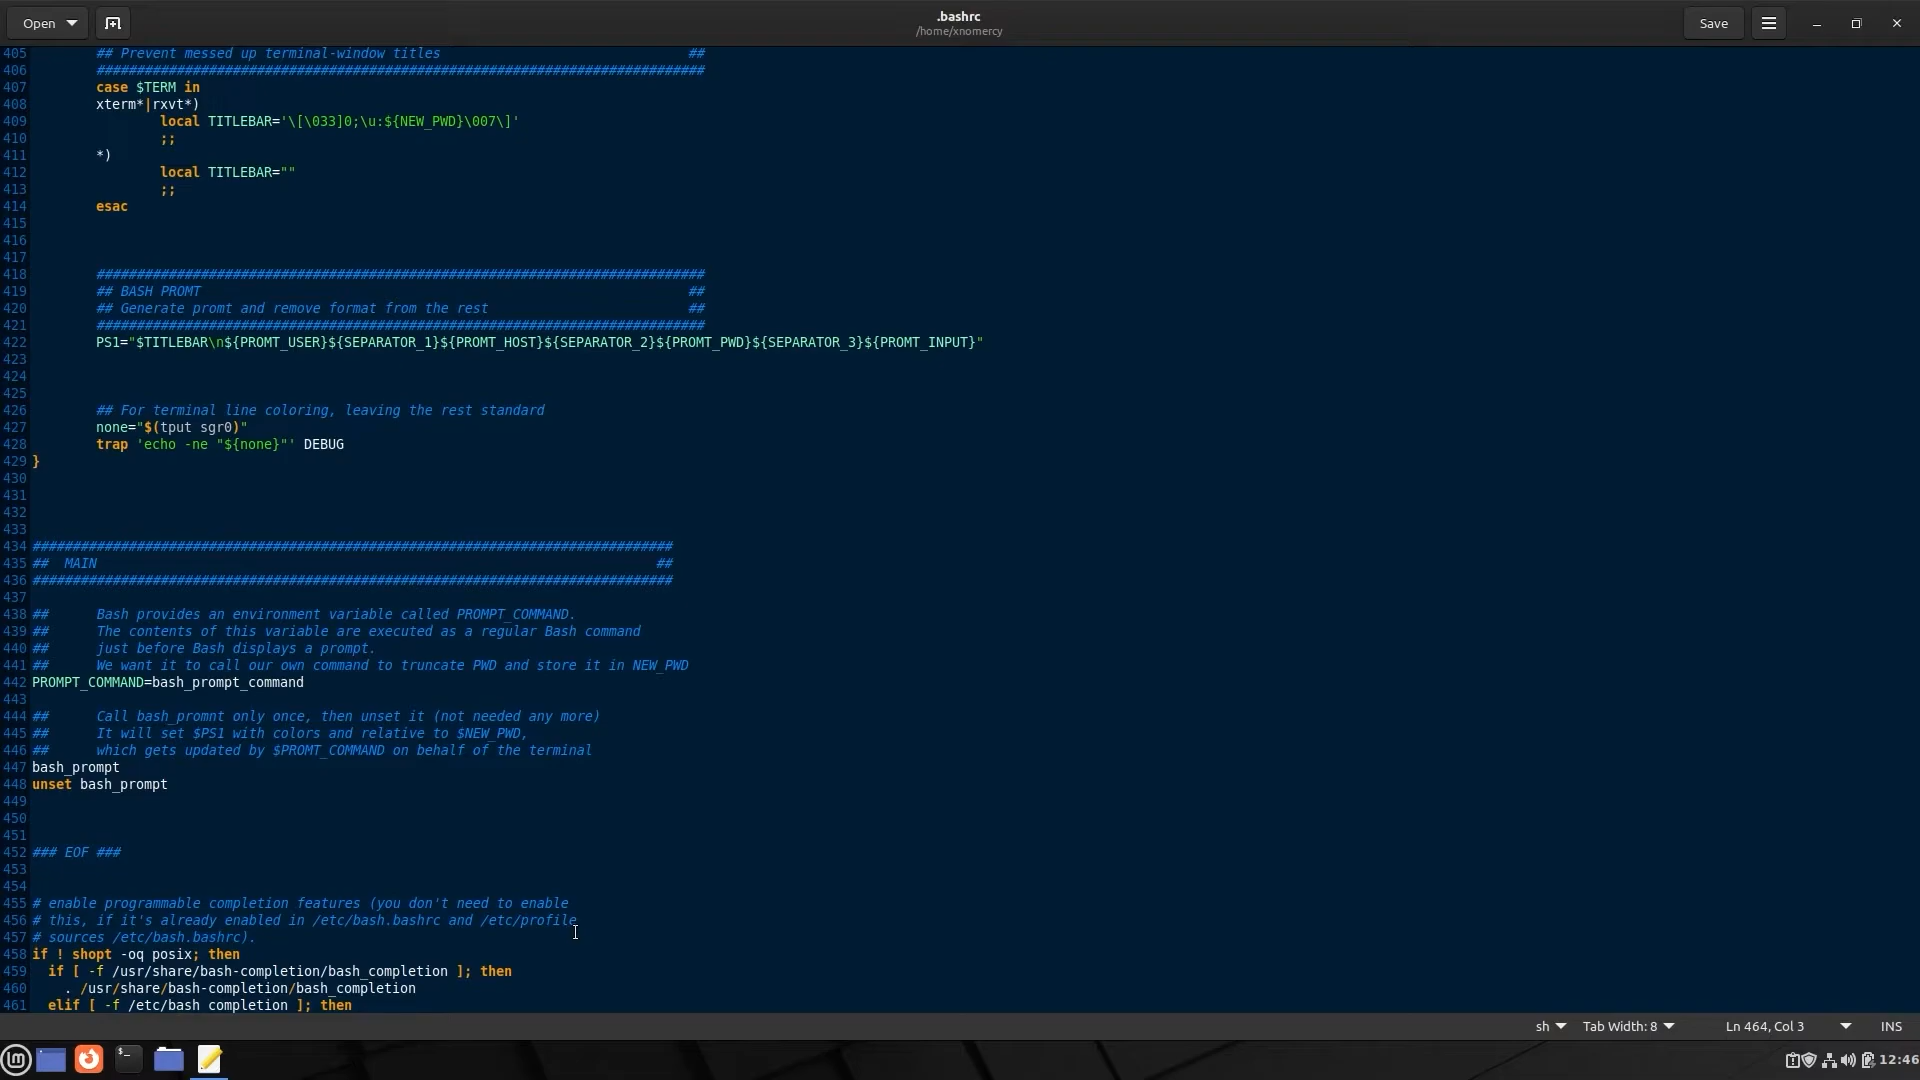 Open
.bashrc
/home/xnomercy
Save
405 ## Prevent messed up terminal-window titles ##
406 ############################################################################
407 case $TERM in
408 xterm*|rxvt*)
409 local TITLEBAR='\[\033]0;\u:${NEW_PWD}\007\]'
410 ;;
411 *)
412 local TITLEBAR=""
413 ;;
414 esac
415
416
417
418 ############################################################################
419 ## BASH PROMT ##
420 ## Generate promt and remove format from the rest ##
421 ############################################################################
422 PS1="$TITLEBAR\n${PROMT_USER}${SEPARATOR_1}${PROMT_HOST}${SEPARATOR_2}${PROMT_PWD}${SEPARATOR_3}${PROMT_INPUT}"
423
424
425
426 ## For terminal line coloring, leaving the rest standard
427 none="$(tput sgr0)"
428 trap 'echo -ne "${none}"' DEBUG
429 }
430
431
432
433
434 ################################################################################
435 ## MAIN ##
436 ################################################################################
437
438 ## Bash provides an environment variable called PROMPT_COMMAND.
439 ## The contents of this variable are executed as a regular Bash command
440 ## just before Bash displays a prompt.
441 ## We want it to call our own command to truncate PWD and store it in NEW_PWD
442 PROMPT_COMMAND=bash_prompt_command
443
444 ## Call bash_promnt only once, then unset it (not needed any more)
445 ## It will set $PS1 with colors and relative to $NEW_PWD,
446 ## which gets updated by $PROMT_COMMAND on behalf of the terminal
447 bash_prompt
448 unset bash_prompt
449
450
451
452 ### EOF ###
453
454
455 # enable programmable completion features (you don't need to enable
456 # this, if it's already enabled in /etc/bash.bashrc and /etc/profile
457 # sources /etc/bash.bashrc).
458 if ! shopt -oq posix; then
459 if [ -f /usr/share/bash-completion/bash_completion ]; then
460 . /usr/share/bash-completion/bash_completion
461 elif [ -f /etc/bash_completion ]; then
sh Tab Width: 8 Ln 464, Col 3 INS
12:46